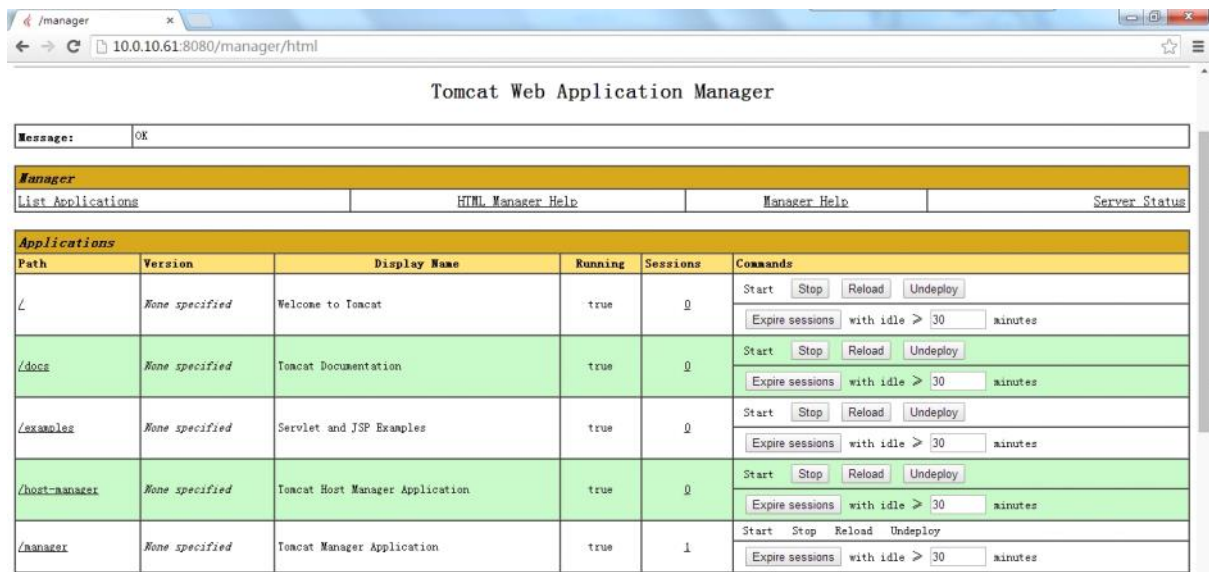 /manager
10.0.10.61:8080/manager/html
Tomcat Web Application Manager
Message: OK
Manager
List Applications HTML Manager Help Manager Help Server Status
Applications
Path Version Display Name Running Sessions Commands
/ None specified Welcome to Tomcat true 0 Start Stop Reload Undeploy
Expire sessions with idle ≥ 30 minutes
/docs None specified Tomcat Documentation true 0 Start Stop Reload Undeploy
Expire sessions with idle ≥ 30 minutes
/examples None specified Servlet and JSP Examples true 0 Start Stop Reload Undeploy
Expire sessions with idle ≥ 30 minutes
/host-manager None specified Tomcat Host Manager Application true 0 Start Stop Reload Undeploy
Expire sessions with idle ≥ 30 minutes
/manager None specified Tomcat Manager Application true 1 Start Stop Reload Undeploy
Expire sessions with idle ≥ 30 minutes